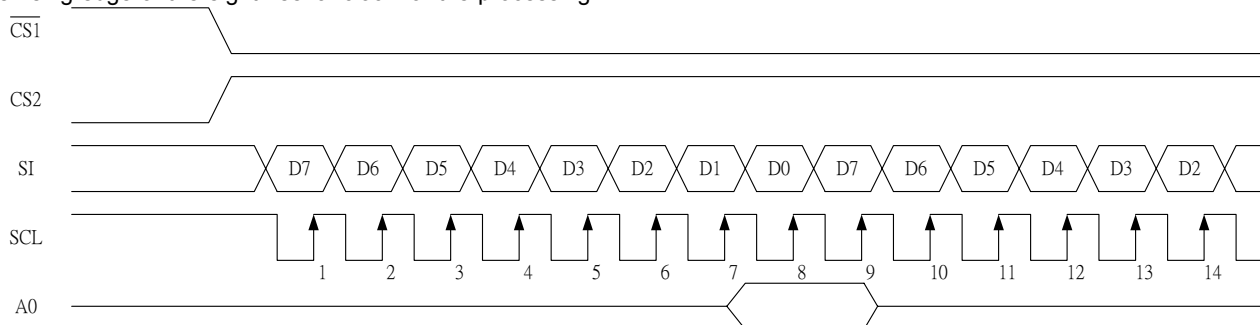 CS1
CS2
SI D7 D6 D5 D4 D3 D2 D1 D0 D7 D6 D5 D4 D3 D2
SCL
1 2 3 4 5 6 7 8 9 10 11 12 13 14
A0